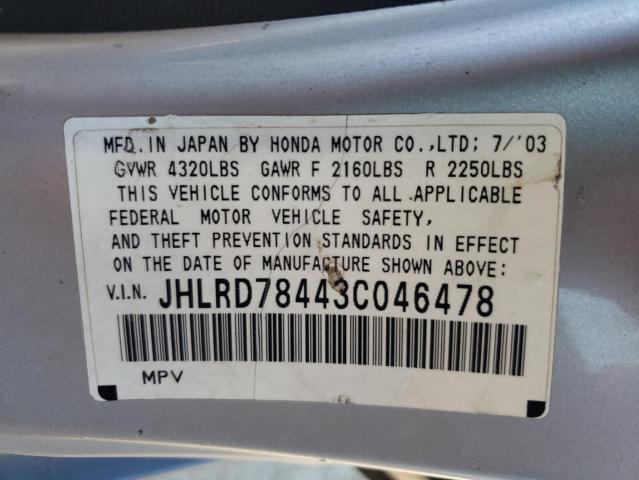 MFD. IN JAPAN BY HONDA MOTOR CO.,LTD; 7/'03
GVWR 4320LBS GAWR F 2160LBS R 2250LBS
THIS VEHICLE CONFORMS TO ALL APPLICABLE
FEDERAL MOTOR VEHICLE SAFETY,
AND THEFT PREVENTION STANDARDS IN EFFECT
ON THE DATE OF MANUFACTURE SHOWN ABOVE:
V.I.N. JHLRD78443C046478
MPV